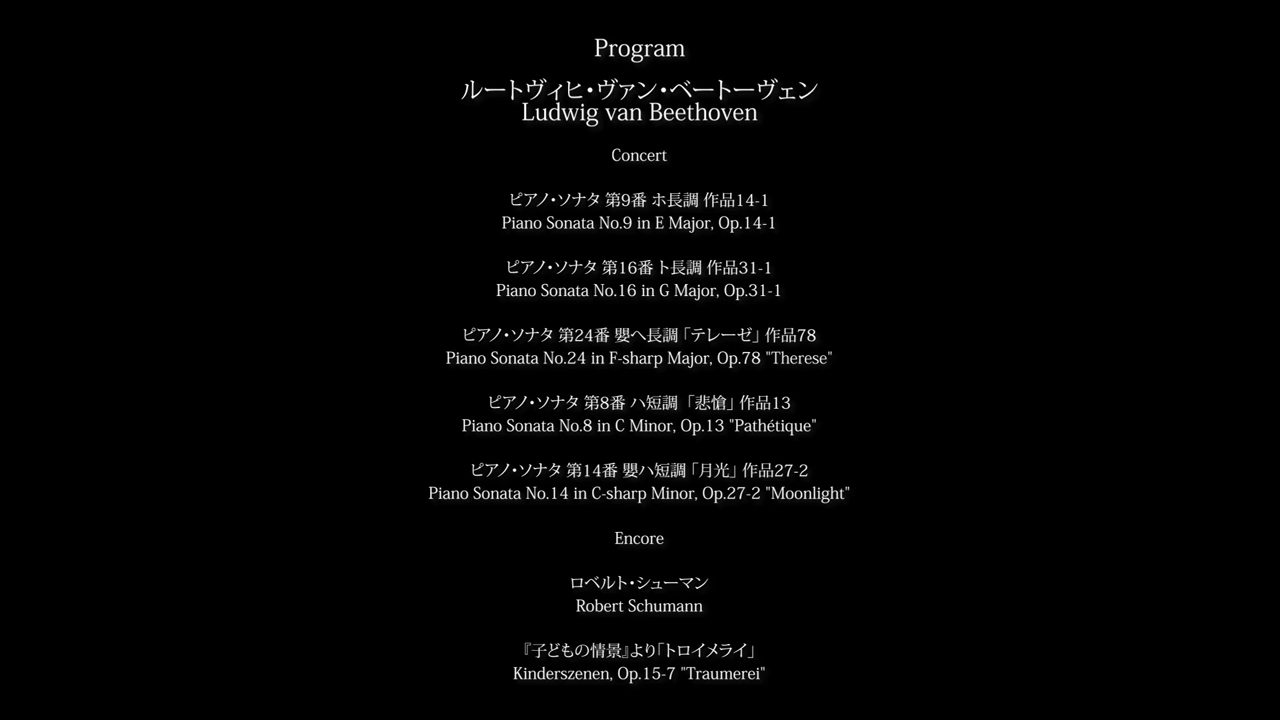 Program
ルートヴィヒ・ヴァン・ベートーヴェン
Ludwig van Beethoven
Concert
ピアノ・ソナタ 第9番 ホ長調 作品14-1
Piano Sonata No.9 in E Major, Op.14-1
ピアノ・ソナタ 第16番 ト長調 作品31-1
Piano Sonata No.16 in G Major, Op.31-1
ピアノ・ソナタ 第24番 嬰ヘ長調「テレーゼ」 作品78
Piano Sonata No.24 in F-sharp Major, Op.78 "Therese"
ピアノ・ソナタ 第8番 ハ短調 「悲愴」 作品13
Piano Sonata No.8 in C Minor, Op.13 "Pathétique"
ピアノ・ソナタ 第14番 嬰ハ短調「月光」 作品27-2
Piano Sonata No.14 in C-sharp Minor, Op.27-2 "Moonlight"
Encore
ロベルト・シューマン
Robert Schumann
『子どもの情景』より「トロイメライ」
Kinderszenen, Op.15-7 "Traumerei"